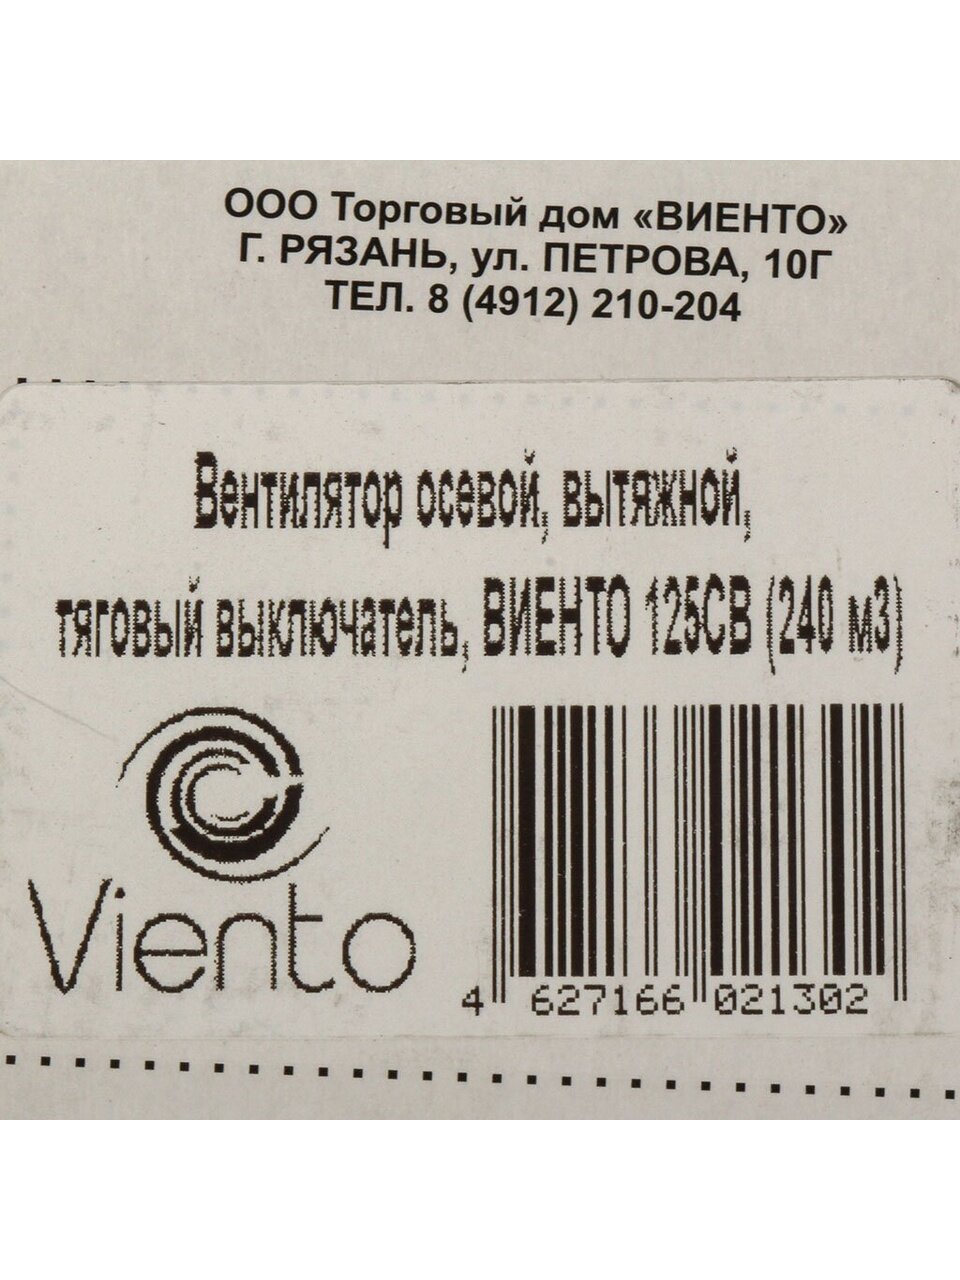 ООО Торговый дом «ВИЕНТО»
Г. РЯЗАНЬ, ул. ПЕТРОВА, 10Г
ТЕЛ. 8 (4912) 210-204
Вентилятор осевой, вытяжной,
тяговый выключатель, ВИЕНТО 125СВ (240 м3)
Viento
4 627166 021302